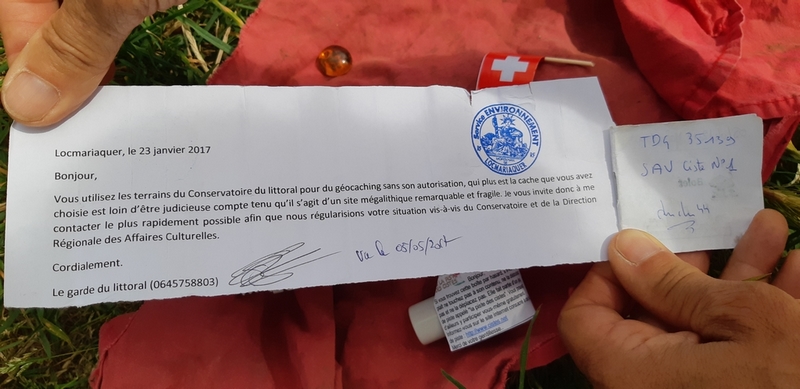 Locmariaquer, le 23 janvier 2017
Bonjour,
Vous utilisez les terrains du Conservatoire du littoral pour du géocaching sans son autorisation, qui plus est la cache que vous avez
choisie est loin d'être judicieuse compte tenu qu'il s'agit d'un site mégalithique remarquable et fragile. Je vous invite donc à me
contacter le plus rapidement possible afin que nous régularisions votre situation vis-à-vis du Conservatoire et de la Direction
Régionale des Affaires Culturelles.
Cordialement.
Le garde du littoral (0645758803)
Vu le 05/05/2017
Service ENVIRONNEMENT
LOCMARIAQUER
TDG 35139
SAV Ciste N°1